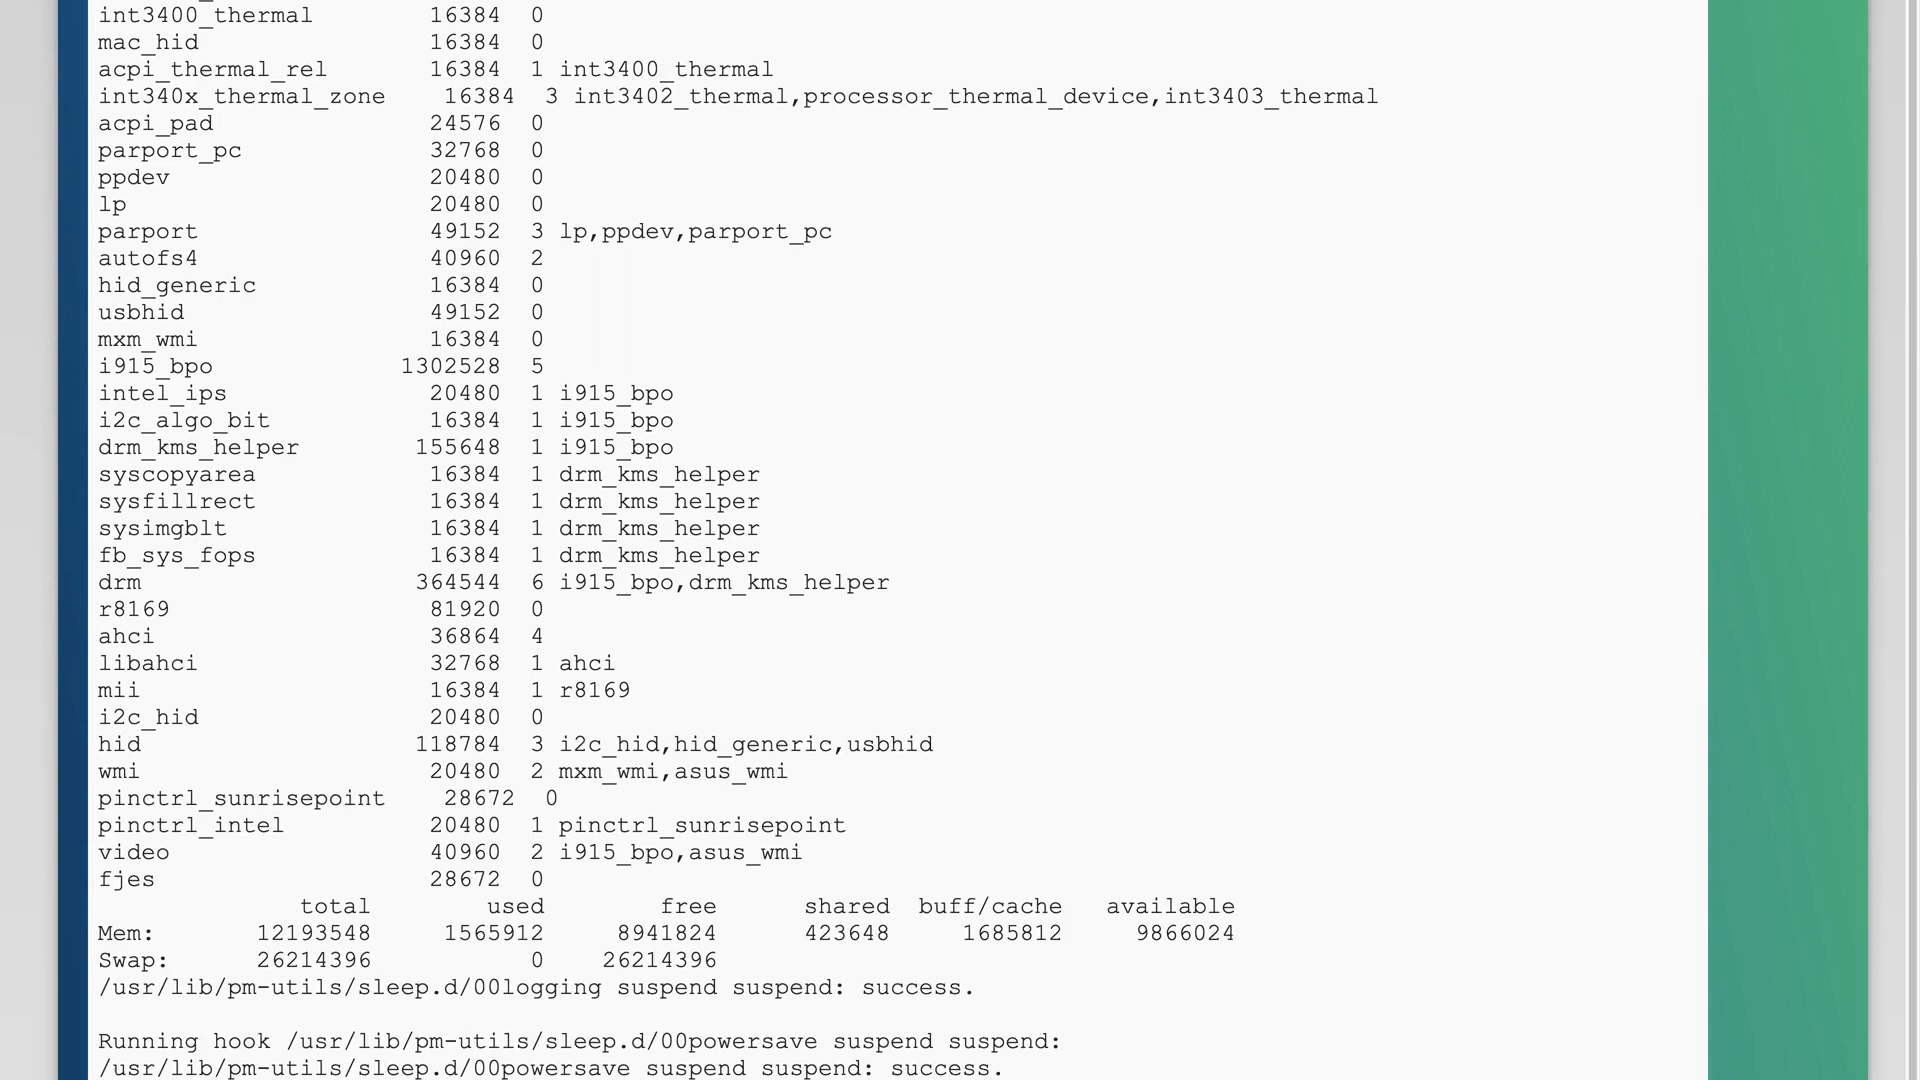 int3400_thermal        16384  0
mac_hid                16384  0
acpi_thermal_rel       16384  1 int3400_thermal
int340x_thermal_zone    16384  3 int3402_thermal,processor_thermal_device,int3403_thermal
acpi_pad               24576  0
parport_pc             32768  0
ppdev                  20480  0
lp                     20480  0
parport                49152  3 lp,ppdev,parport_pc
autofs4                40960  2
hid_generic            16384  0
usbhid                 49152  0
mxm_wmi                16384  0
i915_bpo             1302528  5
intel_ips              20480  1 i915_bpo
i2c_algo_bit           16384  1 i915_bpo
drm_kms_helper        155648  1 i915_bpo
syscopyarea            16384  1 drm_kms_helper
sysfillrect            16384  1 drm_kms_helper
sysimgblt              16384  1 drm_kms_helper
fb_sys_fops            16384  1 drm_kms_helper
drm                   364544  6 i915_bpo,drm_kms_helper
r8169                  81920  0
ahci                   36864  4
libahci                32768  1 ahci
mii                    16384  1 r8169
i2c_hid                20480  0
hid                   118784  3 i2c_hid,hid_generic,usbhid
wmi                    20480  2 mxm_wmi,asus_wmi
pinctrl_sunrisepoint    28672  0
pinctrl_intel          20480  1 pinctrl_sunrisepoint
video                  40960  2 i915_bpo,asus_wmi
fjes                   28672  0
              total        used        free      shared  buff/cache   available
Mem:       12193548     1565912     8941824      423648     1685812     9866024
Swap:      26214396           0    26214396
/usr/lib/pm-utils/sleep.d/00logging suspend suspend: success.
Running hook /usr/lib/pm-utils/sleep.d/00powersave suspend suspend:
/usr/lib/pm-utils/sleep.d/00powersave suspend suspend: success.